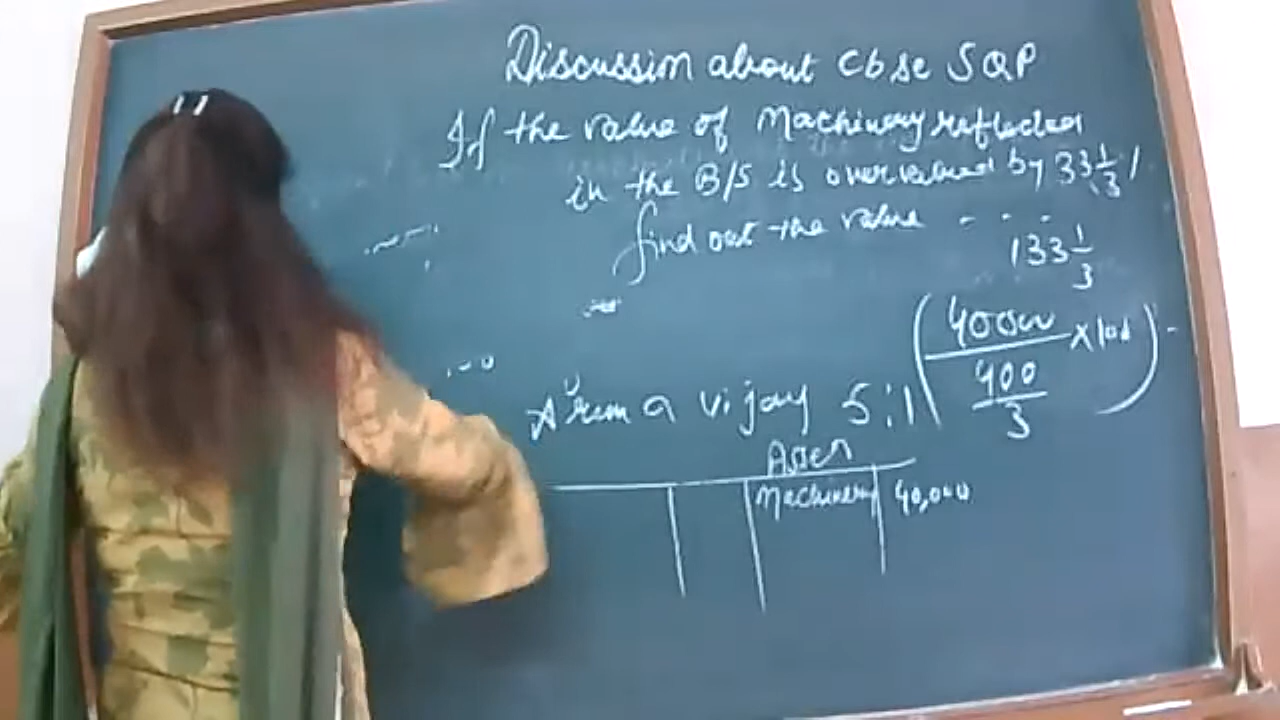 Discussion about Cbse SQP
If the value of Machinery reflected
in the B/S is overvalued by 33 1/3 /
find out the value - - -
133 1/3
(40000 / 400/3 × 100) -
Arun a Vijay 5:1
Asset
Machinery 40,000